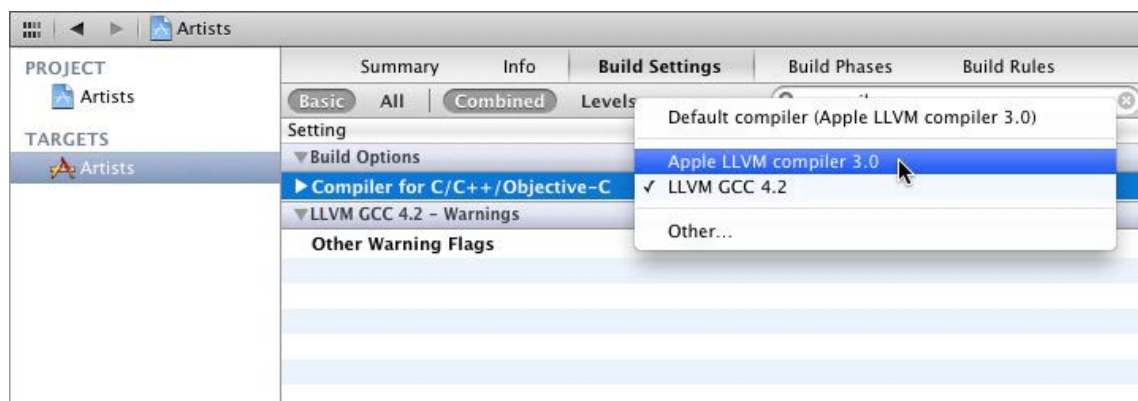 Artists
PROJECT
Artists
TARGETS
Artists
Summary Info Build Settings Build Phases Build Rules
Basic All Combined Levels
Setting
Build Options
Compiler for C/C++/Objective-C
LLVM GCC 4.2 - Warnings
Other Warning Flags
Default compiler (Apple LLVM compiler 3.0)
Apple LLVM compiler 3.0
✓ LLVM GCC 4.2
Other...